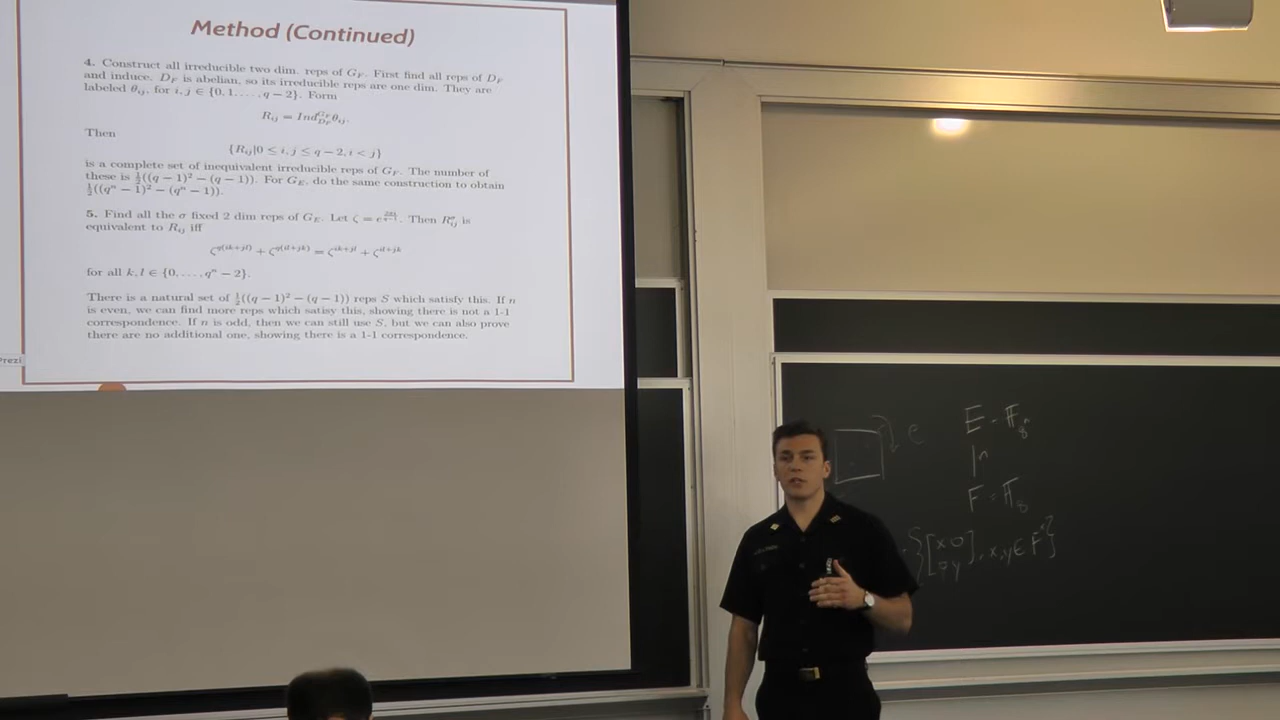 Method (Continued)
4. Construct all irreducible two dim. reps of G_F. First find all reps of D_F
and induce. D_F is abelian, so its irreducible reps are one dim. They are
labeled θ_ij, for i, j ∈ {0, 1, . . . , q − 2}. Form
R_ij = Ind_{D_F}^{G_F} θ_ij.
Then
{R_ij | 0 ≤ i, j ≤ q − 2, i < j}
is a complete set of inequivalent irreducible reps of G_F. The number of
these is ½((q − 1)² − (q − 1)). For G_E, do the same construction to obtain
½((qⁿ − 1)² − (qⁿ − 1)).
5. Find all the σ fixed 2 dim reps of G_E. Let ζ = e. Then R^σ_ij is
equivalent to R_ij iff
ζ^{q(ik+jl)} + ζ^{q(il+jk)} = ζ^{ik+jl} + ζ^{il+jk}
for all k, l ∈ {0, . . . , qⁿ − 2}.
There is a natural set of ½((q − 1)² − (q − 1)) reps S which satisfy this. If n
is even, we can find more reps which satisy this, showing there is not a 1-1
correspondence. If n is odd, then we can still use S, but we can also prove
there are no additional one, showing there is a 1-1 correspondence.
Prezi
e
E = 𝔽_qⁿ
| n
F = 𝔽_q
{[x 0
0 y], x, y ∈ F^×}